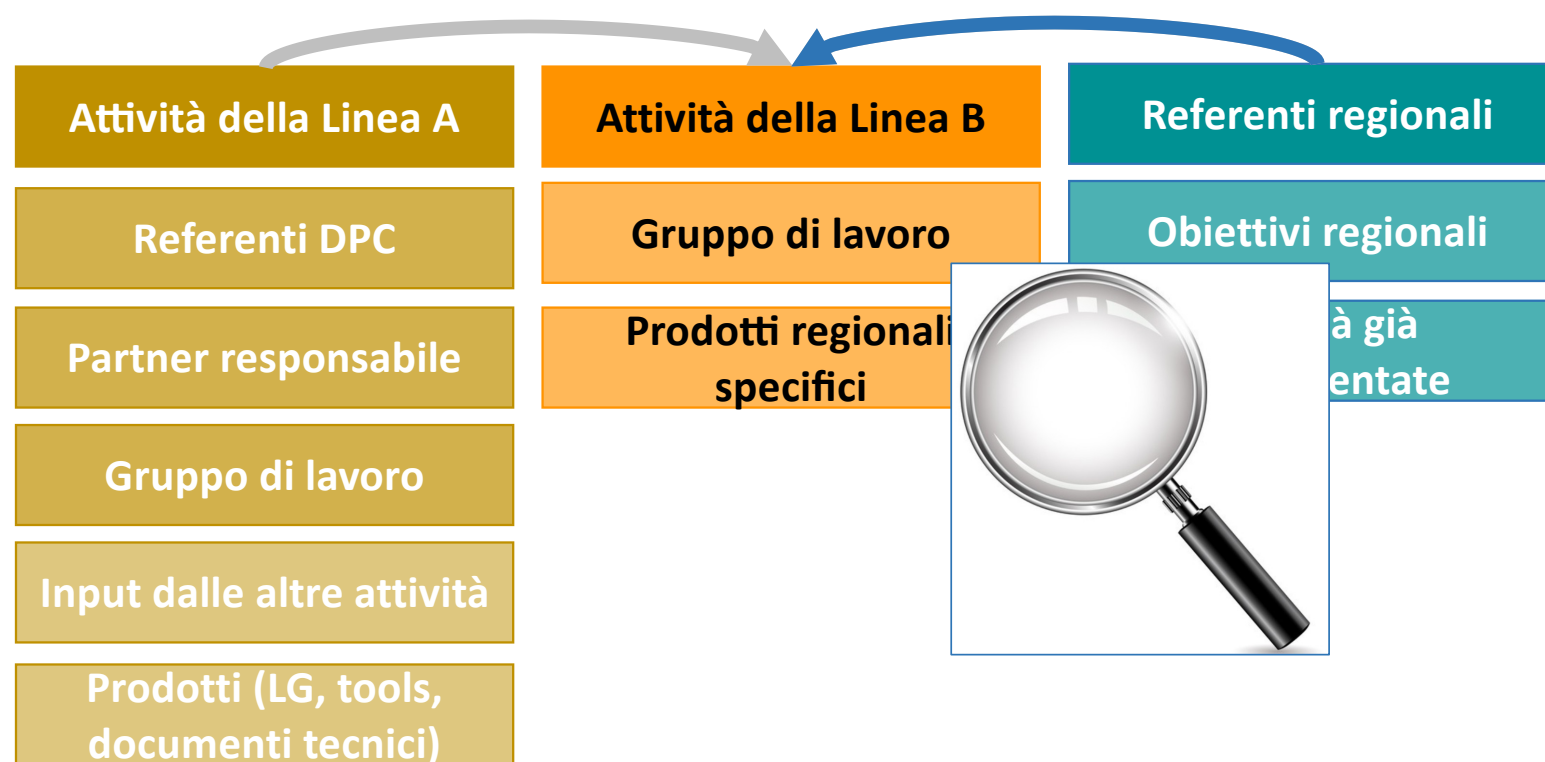 Attività della Linea A
Referenti DPC
Partner responsabile
Gruppo di lavoro
Input dalle altre attività
Prodotti (LG, tools,
documenti tecnici)
Attività della Linea B
Gruppo di lavoro
Prodotti regionali
specifici
Referenti regionali
Obiettivi regionali
à già
entate